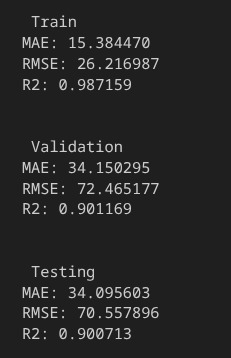 Train
MAE: 15.384470
RMSE: 26.216987
R2: 0.987159
Validation
MAE: 34.150295
RMSE: 72.465177
R2: 0.901169
Testing
MAE: 34.095603
RMSE: 70.557896
R2: 0.900713